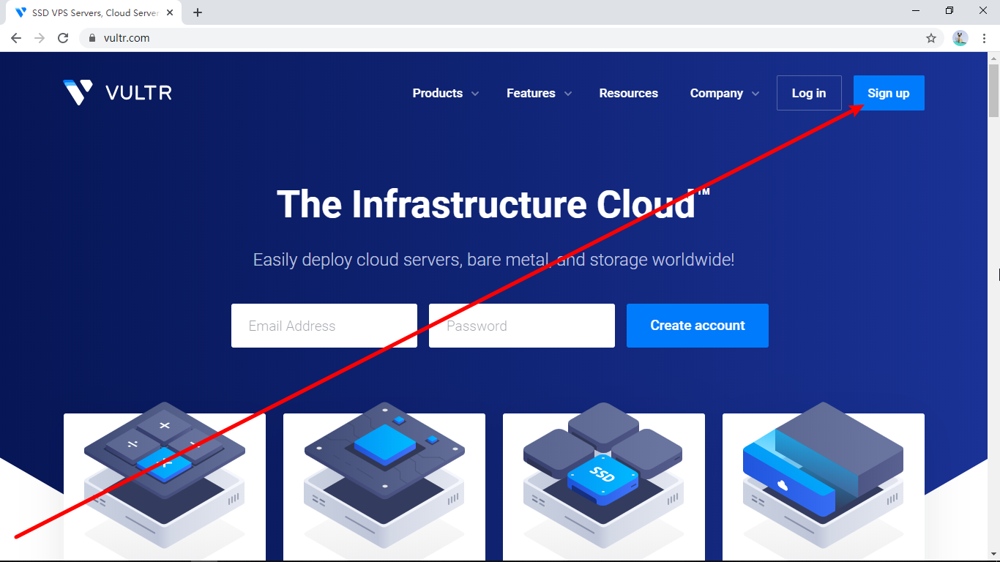 SSD VPS Servers, Cloud Server
vultr.com
VULTR
Products
Features
Resources
Company
Log in
Sign up
The Infrastructure Cloud™
Easily deploy cloud servers, bare metal, and storage worldwide!
Email Address
Password
Create account
SSD